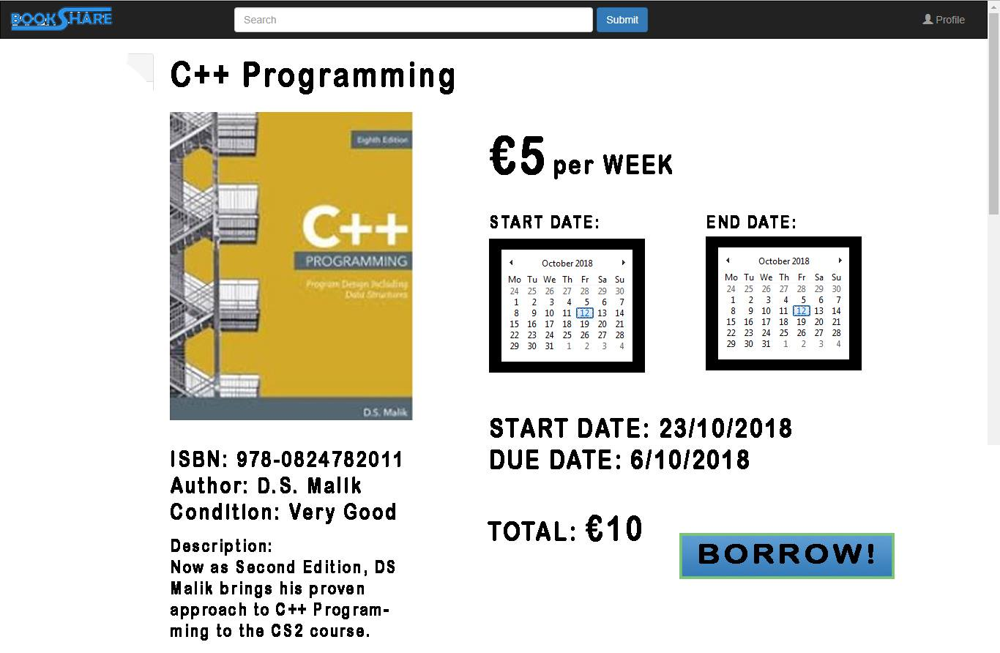 BOOKSHARE
Search
Submit
Profile
C++ Programming
Eighth Edition
C++
PROGRAMMING
Program Design Including
Data Structures
D.S. Malik
€5 per WEEK
START DATE:
END DATE:
October 2018
Mo Tu We Th Fr Sa Su
24 25 26 27 28 29 30
1 2 3 4 5 6 7
8 9 10 11 12 13 14
15 16 17 18 19 20 21
22 23 24 25 26 27 28
29 30 31 1 2 3 4
October 2018
Mo Tu We Th Fr Sa Su
24 25 26 27 28 29 30
1 2 3 4 5 6 7
8 9 10 11 12 13 14
15 16 17 18 19 20 21
22 23 24 25 26 27 28
29 30 31 1 2 3 4
START DATE: 23/10/2018
DUE DATE: 6/10/2018
TOTAL: €10
BORROW!
ISBN: 978-0824782011
Author: D.S. Malik
Condition: Very Good
Description:
Now as Second Edition, DS
Malik brings his proven
approach to C++ Program-
ming to the CS2 course.